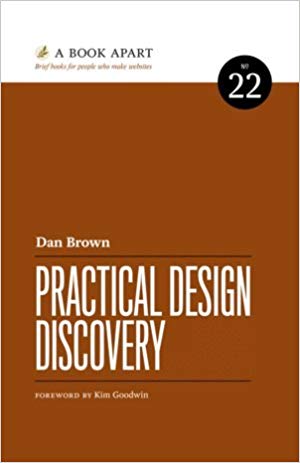 A BOOK APART
Brief books for people who make websites
Nº
22
Dan Brown
PRACTICAL DESIGN
DISCOVERY
FOREWORD BY Kim Goodwin